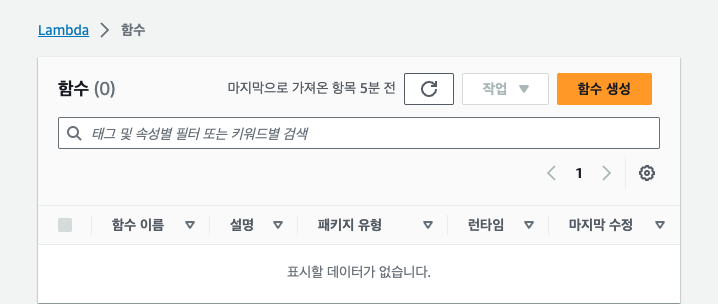 Lambda > 함수
함수 (0) 마지막으로 가져온 항목 5분 전 작업 함수 생성
태그 및 속성별 필터 또는 키워드별 검색
1
함수 이름 설명 패키지 유형 런타임 마지막 수정
표시할 데이터가 없습니다.